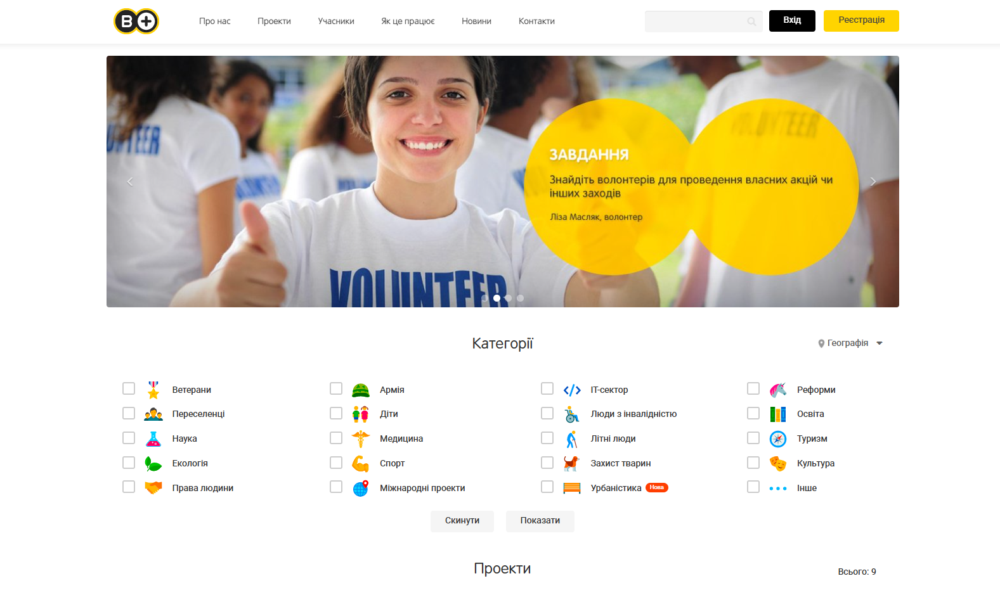 B+
Про нас
Проекти
Учасники
Як це працює
Новини
Контакти
Вхід
Реєстрація
VOLUNTEER
ЗАВДАННЯ
Знайдіть волонтерів для проведення власних акцій чи
інших заходів
Ліза Масляк, волонтер
VOLUNTEER
Категорії
Географія
Ветерани
Армія
ІТ-сектор
Реформи
Переселенці
Діти
Люди з інвалідністю
Освіта
Наука
Медицина
Літні люди
Туризм
Екологія
Спорт
Захист тварин
Культура
Права людини
Міжнародні проекти
Урбаністика Нова
Інше
Скинути
Показати
Проекти
Всього: 9